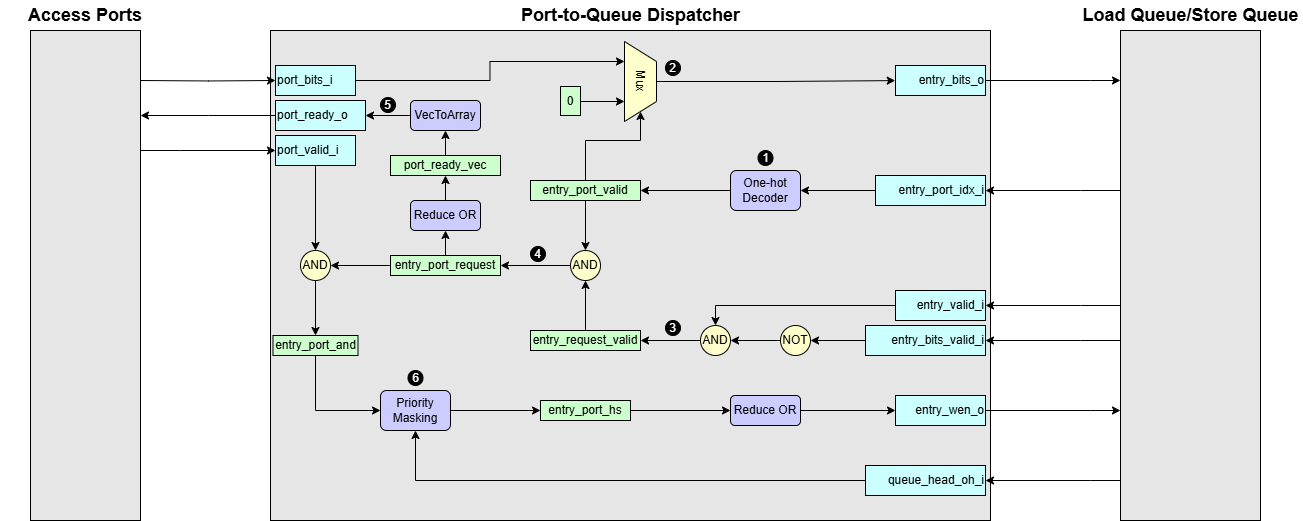 Access Ports
Port-to-Queue Dispatcher
Load Queue/Store Queue
port_bits_i
Mux
2
entry_bits_o
0
port_ready_o
5
VecToArray
port_valid_i
port_ready_vec
1
entry_port_valid
One-hot
Decoder
entry_port_idx_i
Reduce OR
AND
entry_port_request
4
AND
entry_valid_i
entry_port_and
entry_request_valid
3
AND
NOT
entry_bits_valid_i
6
Priority
Masking
entry_port_hs
Reduce OR
entry_wen_o
queue_head_oh_i